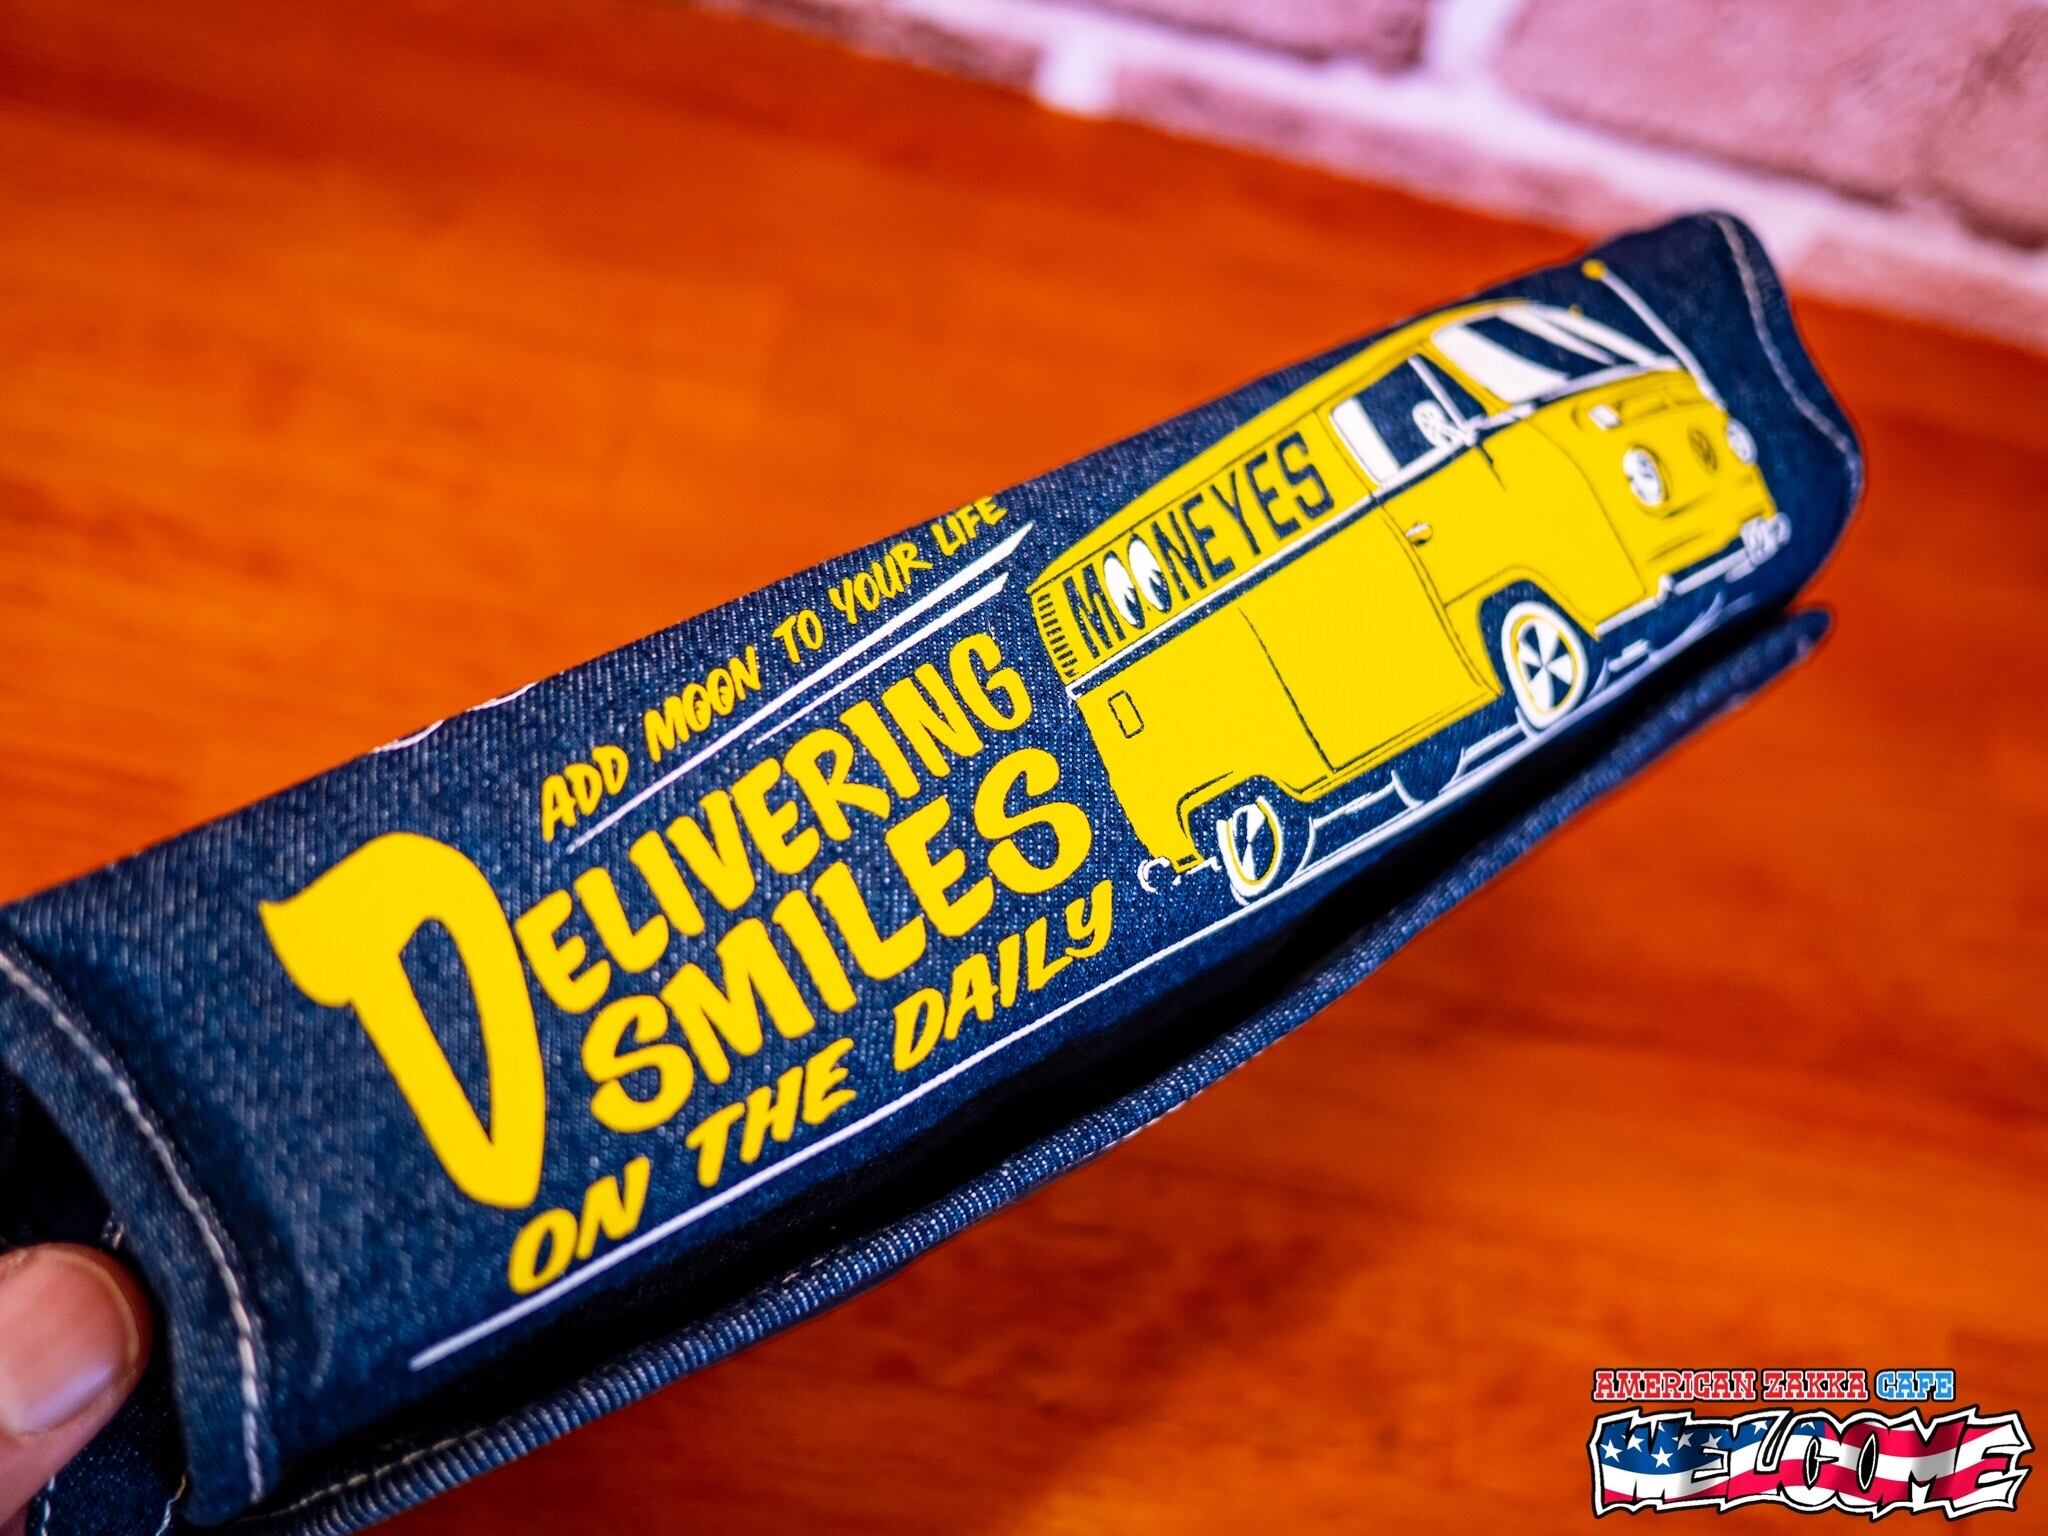 ADD MOON TO YOUR LIFE
DELIVERING
SMILES
ON THE DAILY
MOONEYES
AMERICAN ZAKKA CAFE
WELCOME